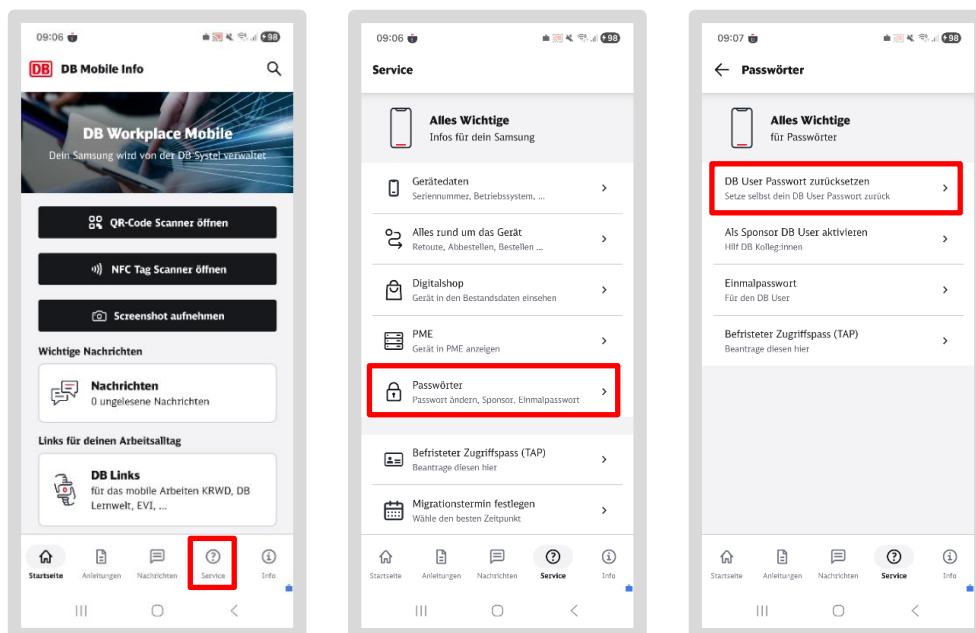 09:06
98
DB DB Mobile Info
DB Workplace Mobile
Dein Samsung wird von der DB Systel verwaltet
QR-Code Scanner öffnen
NFC Tag Scanner öffnen
Screenshot aufnehmen
Wichtige Nachrichten
Nachrichten
0 ungelesene Nachrichten
Links für deinen Arbeitsalltag
DB Links
für das mobile Arbeiten KRWD, DB
Lernwelt, EVI, ...
Startseite Anleitungen Nachrichten Service Info
09:06
98
Service
Alles Wichtige
Infos für dein Samsung
Gerätedaten
Seriennummer, Betriebssystem, ...
Alles rund um das Gerät
Retoute, Abbestellen, Bestellen ...
Digitalshop
Gerät in den Bestandsdaten einsehen
PME
Gerät in PME anzeigen
Passwörter
Passwort ändern, Sponsor, Einmalpasswort
Befristeter Zugriffspass (TAP)
Beantrage diesen hier
Migrationstermin festlegen
Wähle den besten Zeitpunkt
Startseite Anleitungen Nachrichten Service Info
09:07
98
Passwörter
Alles Wichtige
für Passwörter
DB User Passwort zurücksetzen
Setze selbst dein DB User Passwort zurück
Als Sponsor DB User aktivieren
Hilf DB Kolleg:innen
Einmalpasswort
Für den DB User
Befristeter Zugriffspass (TAP)
Beantrage diesen hier
Startseite Anleitungen Nachrichten Service Info